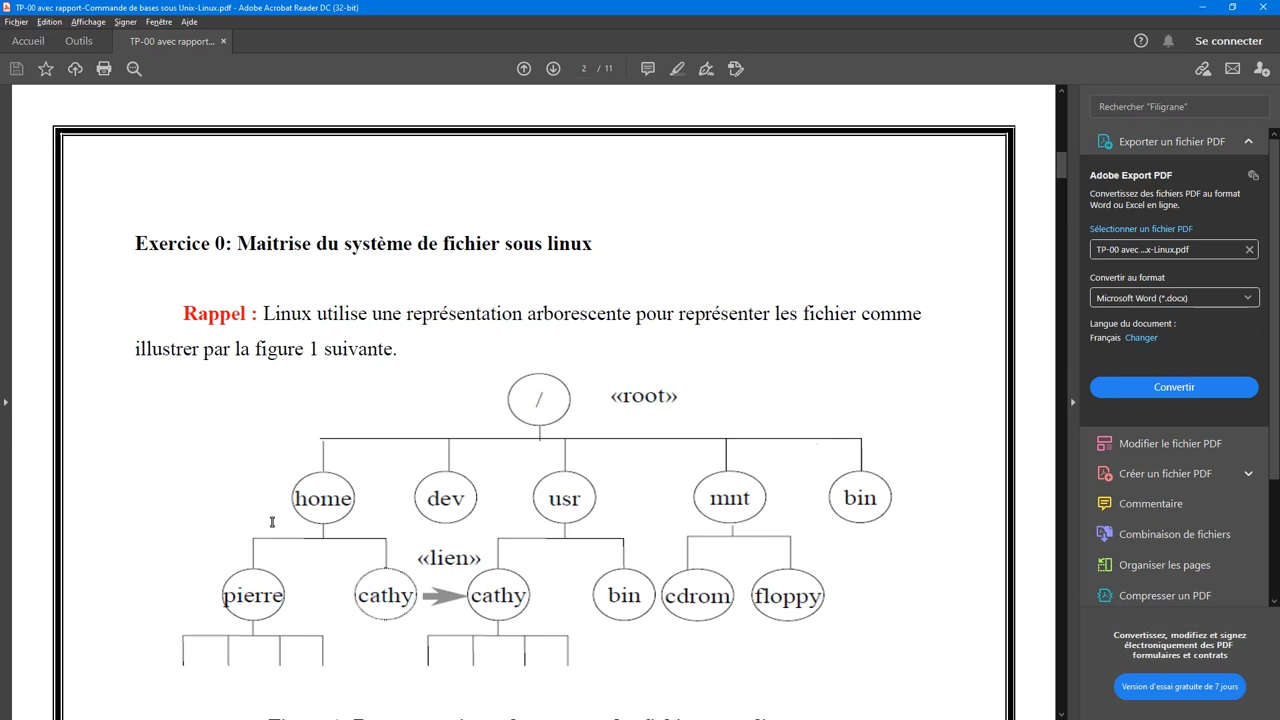 TP-00 avec rapport-Commande de bases sous Unix-Linux.pdf - Adobe Acrobat Reader DC (32-bit)
Fichier Edition Affichage Signer Fenêtre Aide
Accueil Outils TP-00 avec rapport... × Se connecter
2 / 11
Rechercher "Filigrane"
Exporter un fichier PDF
Adobe Export PDF
Convertissez des fichiers PDF au format
Word ou Excel en ligne.
Sélectionner un fichier PDF
TP-00 avec ...x-Linux.pdf
Convertir au format
Microsoft Word (*.docx)
Langue du document :
Français Changer
Convertir
Modifier le fichier PDF
Créer un fichier PDF
Commentaire
Combinaison de fichiers
Organiser les pages
Compresser un PDF
Convertissez, modifiez et signez
électroniquement des PDF
formulaires et contrats
Version d'essai gratuite de 7 jours
Exercice 0: Maitrise du système de fichier sous linux
Rappel : Linux utilise une représentation arborescente pour représenter les fichier comme
illustrer par la figure 1 suivante.
/ «root»
home dev usr mnt bin
«lien»
pierre cathy cathy bin cdrom floppy